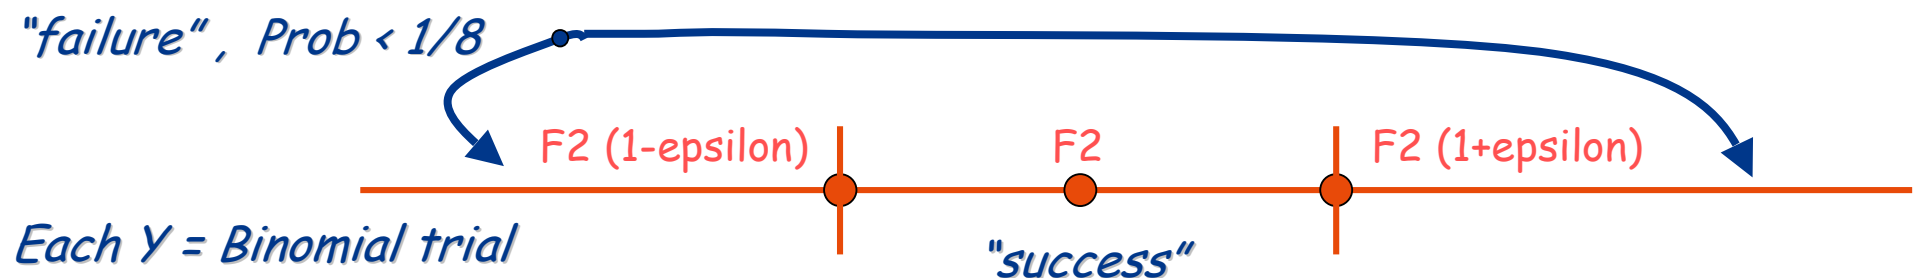 “failure” , Prob < 1/8
F2 (1-epsilon) F2 F2 (1+epsilon)
Each Y = Binomial trial
“success”